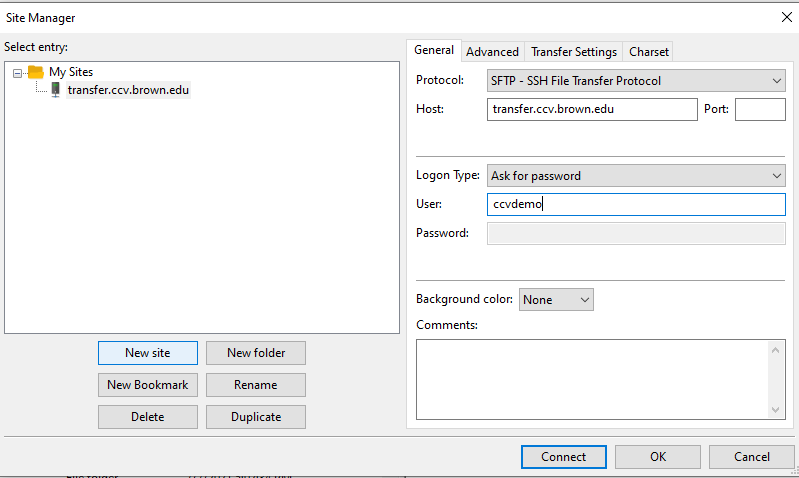 Site Manager
Select entry:
My Sites
transfer.ccv.brown.edu
New site
New folder
New Bookmark
Rename
Delete
Duplicate
General
Advanced
Transfer Settings
Charset
Protocol:
SFTP - SSH File Transfer Protocol
Host:
transfer.ccv.brown.edu
Port:
Logon Type:
Ask for password
User:
ccvdemo
Password:
Background color:
None
Comments:
Connect
OK
Cancel